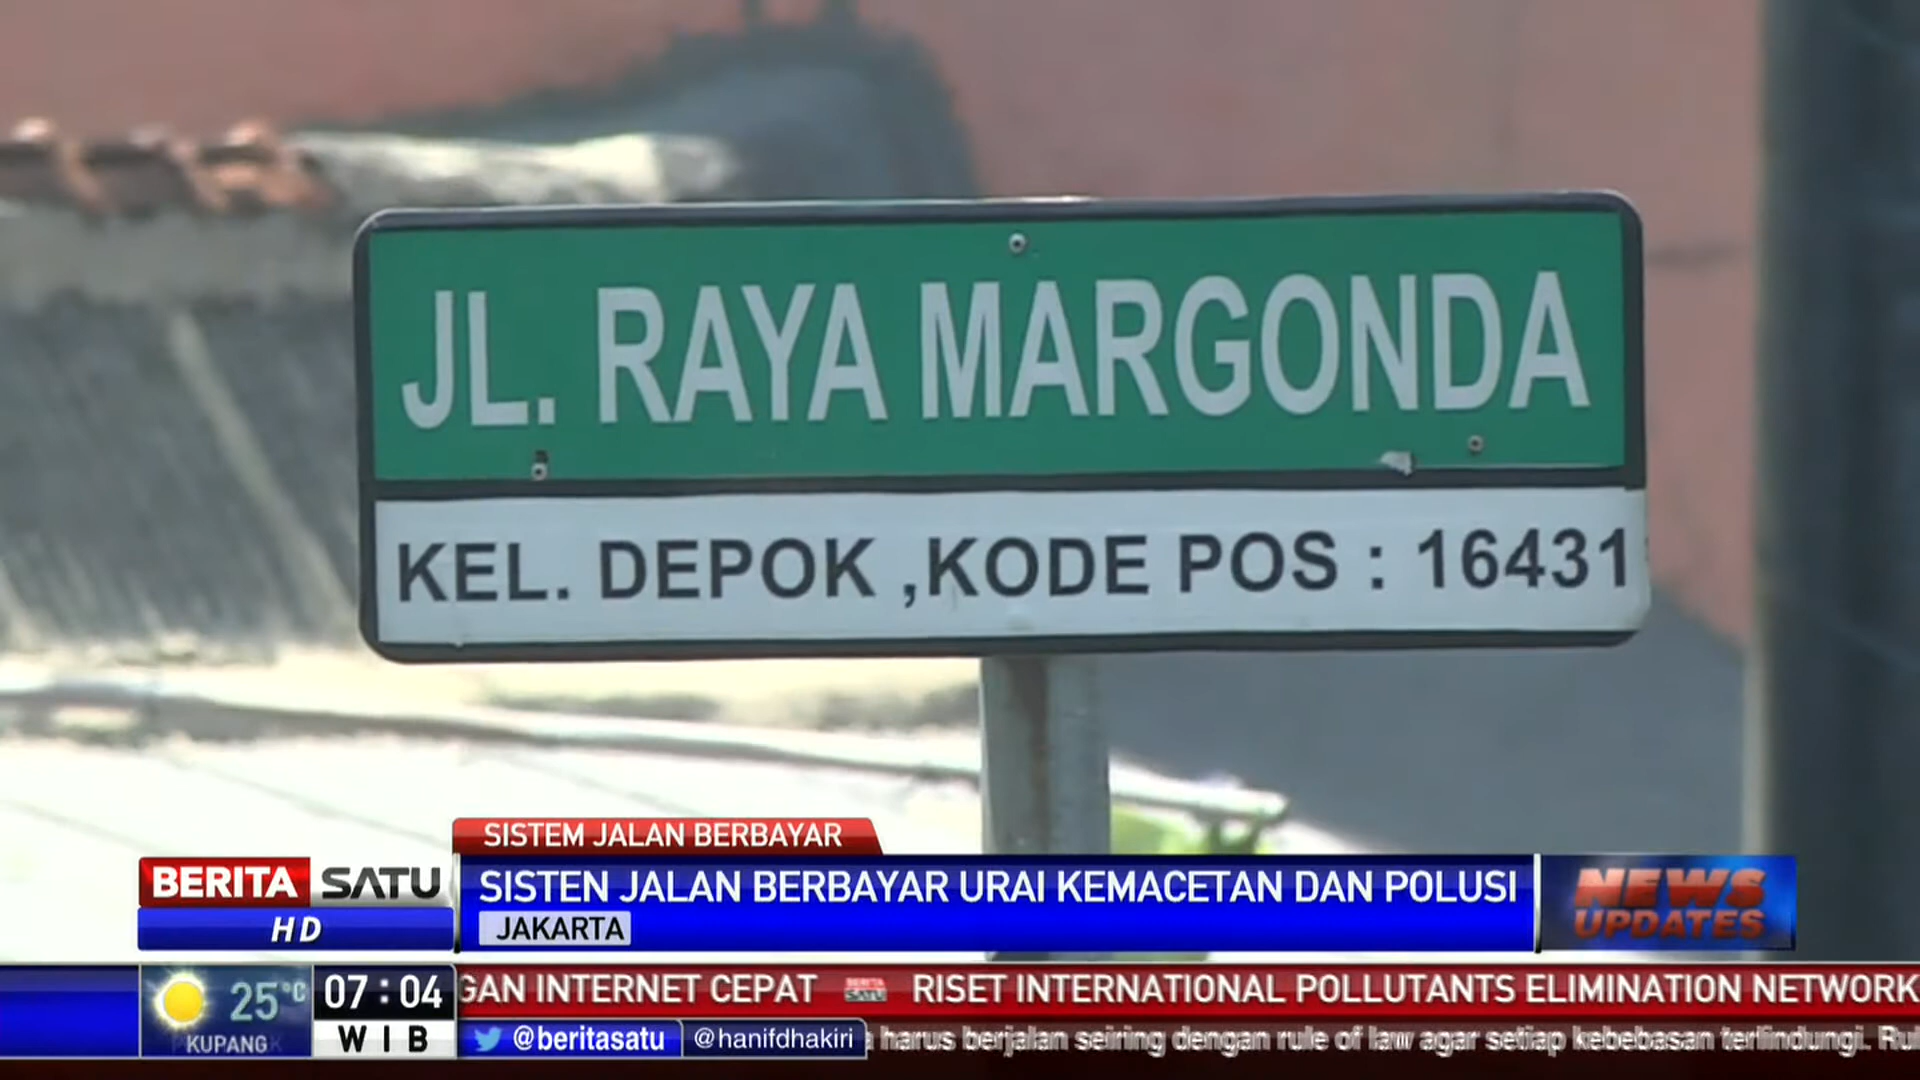 JL. RAYA MARGONDA
KEL. DEPOK ,KODE POS : 16431
SISTEM JALAN BERBAYAR
BERITA SATU
HD
SISTEN JALAN BERBAYAR URAI KEMACETAN DAN POLUSI
JAKARTA
NEWS
UPDATES
25°C
KUPANG
07:04
WIB
GAN INTERNET CEPAT BERITA SATU RISET INTERNATIONAL POLLUTANTS ELIMINATION NETWORK
@beritasatu @hanifdhakiri harus berjalan seiring dengan rule of law agar setiap kebebasan terlindungi.